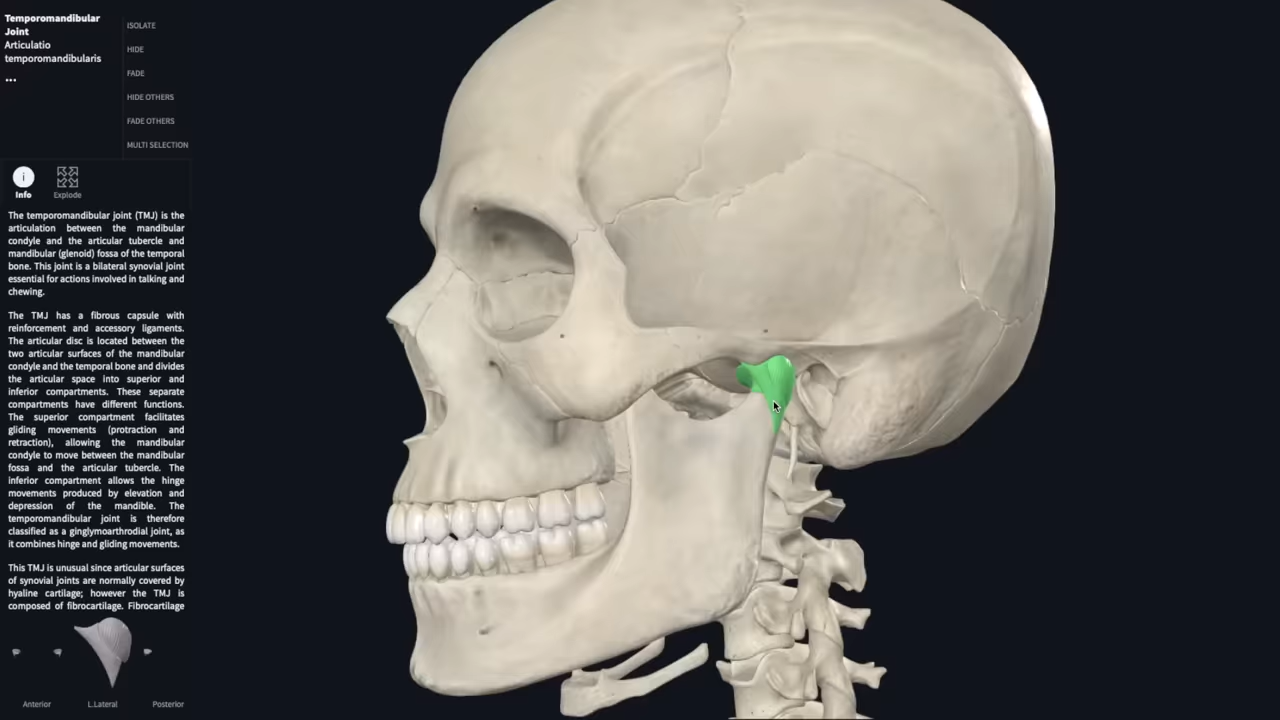 Temporomandibular
Joint
Articulatio
temporomandibularis
...
ISOLATE
HIDE
FADE
HIDE OTHERS
FADE OTHERS
MULTI SELECTION
i
Info
Explode
The temporomandibular joint (TMJ) is the
articulation between the mandibular
condyle and the articular tubercle and
mandibular (glenoid) fossa of the temporal
bone. This joint is a bilateral synovial joint
essential for actions involved in talking and
chewing.
The TMJ has a fibrous capsule with
reinforcement and accessory ligaments.
The articular disc is located between the
two articular surfaces of the mandibular
condyle and the temporal bone and divides
the articular space into superior and
inferior compartments. These separate
compartments have different functions.
The superior compartment facilitates
gliding movements (protraction and
retraction), allowing the mandibular
condyle to move between the mandibular
fossa and the articular tubercle. The
inferior compartment allows the hinge
movements produced by elevation and
depression of the mandible. The
temporomandibular joint is therefore
classified as a ginglymoarthrodial joint, as
it combines hinge and gliding movements.
This TMJ is unusual since articular surfaces
of synovial joints are normally covered by
hyaline cartilage; however the TMJ is
composed of fibrocartilage. Fibrocartilage
Anterior
L.Lateral
Posterior